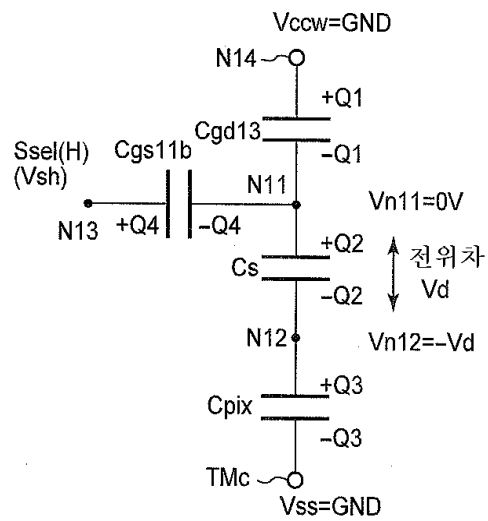 Vccw=GND
N14
+Q1
Cgd13
−Q1
Ssel(H)
(Vsh)
Cgs11b
N11
Vn11=0V
N13
+Q4
−Q4
+Q2
Cs
−Q2
전위차
Vd
N12
Vn12=−Vd
+Q3
Cpix
−Q3
TMc
Vss=GND